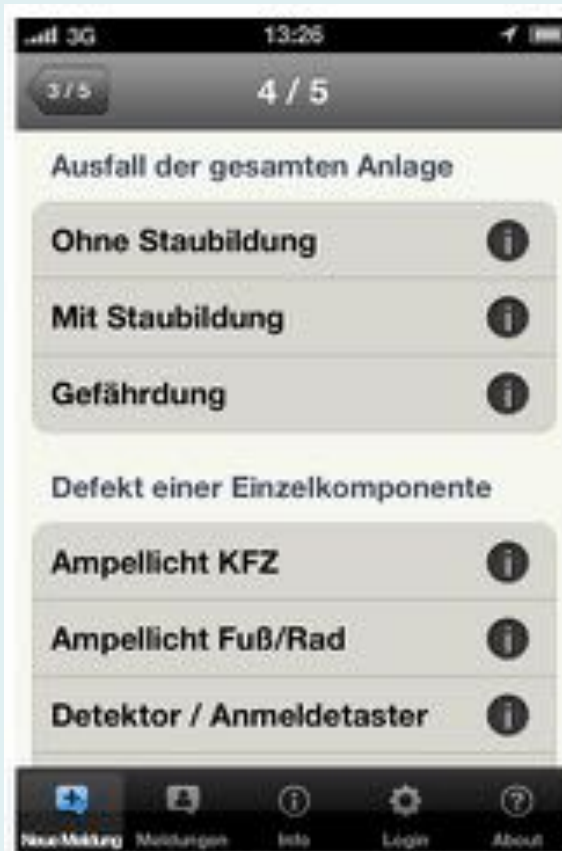 3G 13:26
3/5 4 / 5
Ausfall der gesamten Anlage
Ohne Staubildung
Mit Staubildung
Gefährdung
Defekt einer Einzelkomponente
Ampellicht KFZ
Ampellicht Fuß/Rad
Detektor / Anmeldetaster
Neue Meldung Meldungen Info Login About